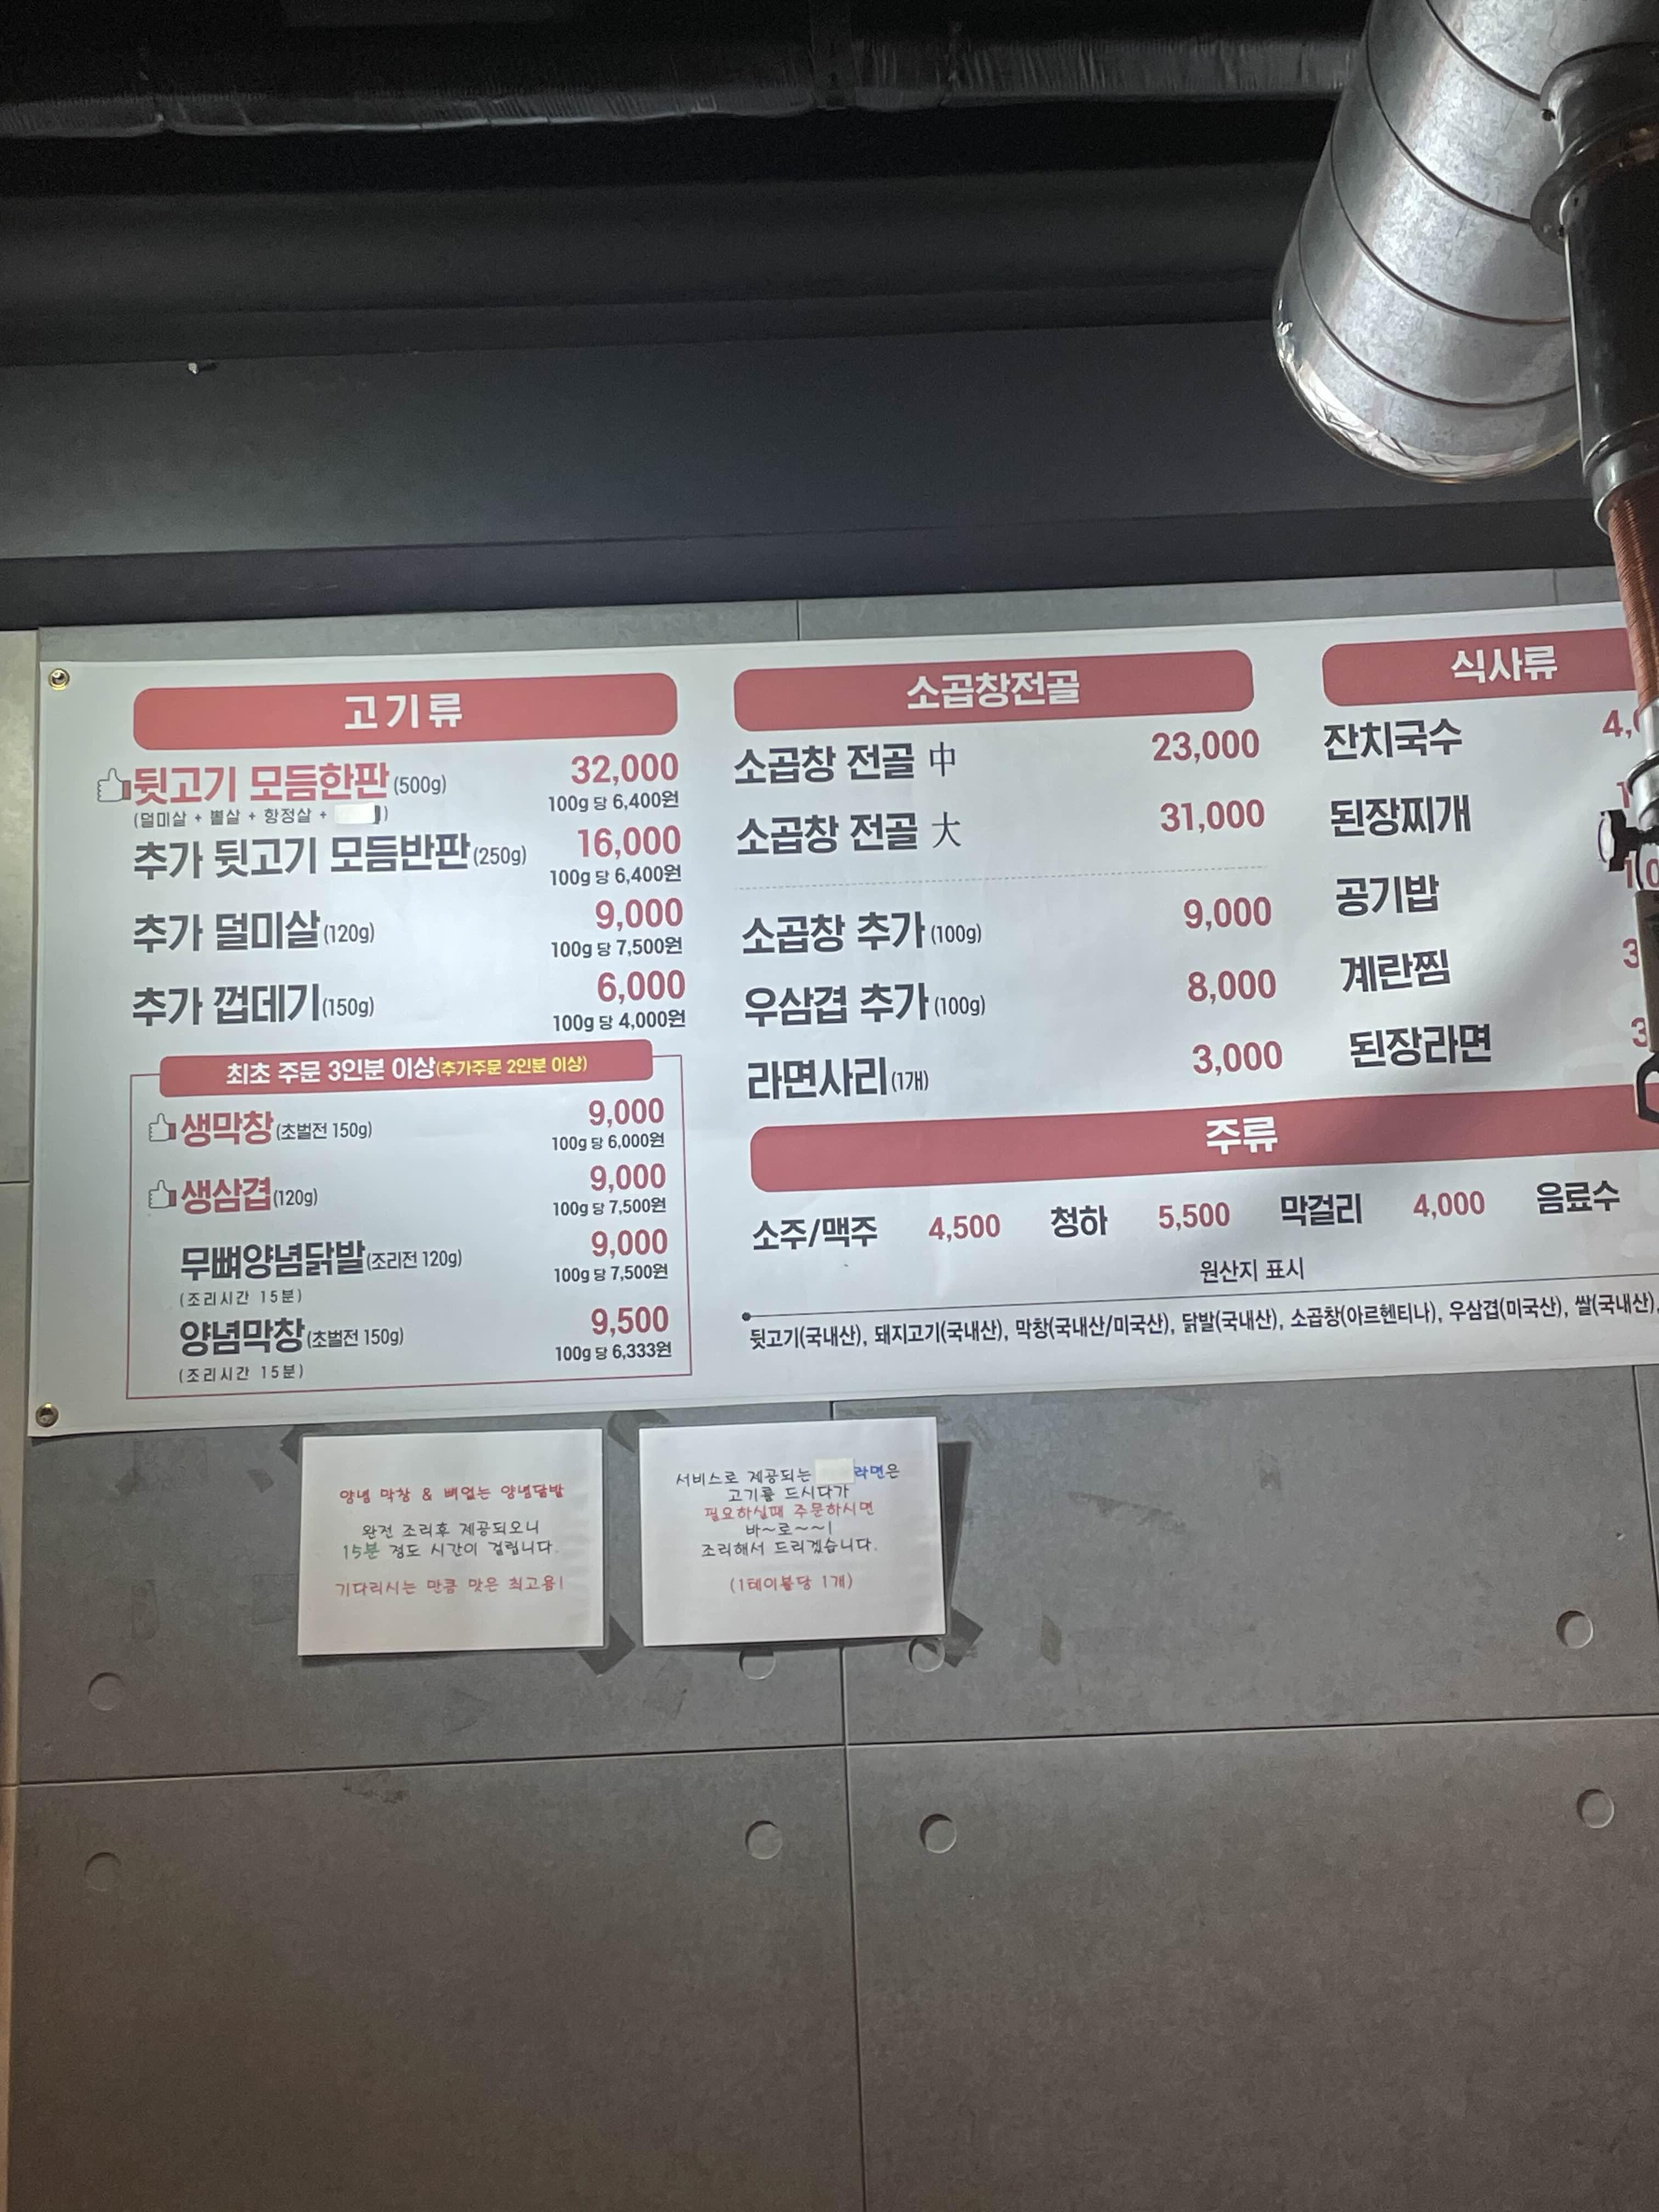 고기류
뒷고기 모듬한판(500g) 32,000
(덜미살 + 뽈살 + 항정살 + )
100g 당 6,400원
추가 뒷고기 모듬반판(250g) 16,000
100g 당 6,400원
추가 덜미살(120g) 9,000
100g 당 7,500원
추가 껍데기(150g) 6,000
100g 당 4,000원
최초 주문 3인분 이상(추가주문 2인분 이상)
생막창(초벌전 150g) 9,000
100g 당 6,000원
생삼겹(120g) 9,000
100g 당 7,500원
무뼈양념닭발(조리전 120g) 9,000
100g 당 7,500원
(조리시간 15분)
양념막창(초벌전 150g) 9,500
100g 당 6,333원
(조리시간 15분)
소곱창전골
소곱창 전골 中 23,000
소곱창 전골 大 31,000
소곱창 추가(100g) 9,000
우삼겹 추가(100g) 8,000
라면사리(1개) 3,000
식사류
잔치국수
된장찌개
공기밥
계란찜
된장라면
주류
소주/맥주 4,500 청하 5,500 막걸리 4,000 음료수
원산지 표시
뒷고기(국내산), 돼지고기(국내산), 막창(국내산/미국산), 닭발(국내산), 소곱창(아르헨티나), 우삼겹(미국산), 쌀(국내산),
양념 막창 & 뼈없는 양념닭발
완전 조리후 제공되오니
15분 정도 시간이 걸립니다.
기다리시는 만큼 맛은 최고욤!
서비스로 제공되는 라면은
고기를 드시다가
필요하실때 주문하시면
바~로~~!
조리해서 드리겠습니다.
(1테이블당 1개)